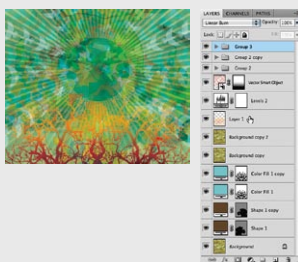 LAYERS CHANNELS PATHS
Linear Burn Opacity: 100%
Lock: Fill:
Group 3
Group 2 copy
Group 2
Vector Smart Object
Levels 2
Layer 1
Background copy 2
Background copy
Color Fill 1 copy
Color Fill 1
Shape 1 copy
Shape 1
Background